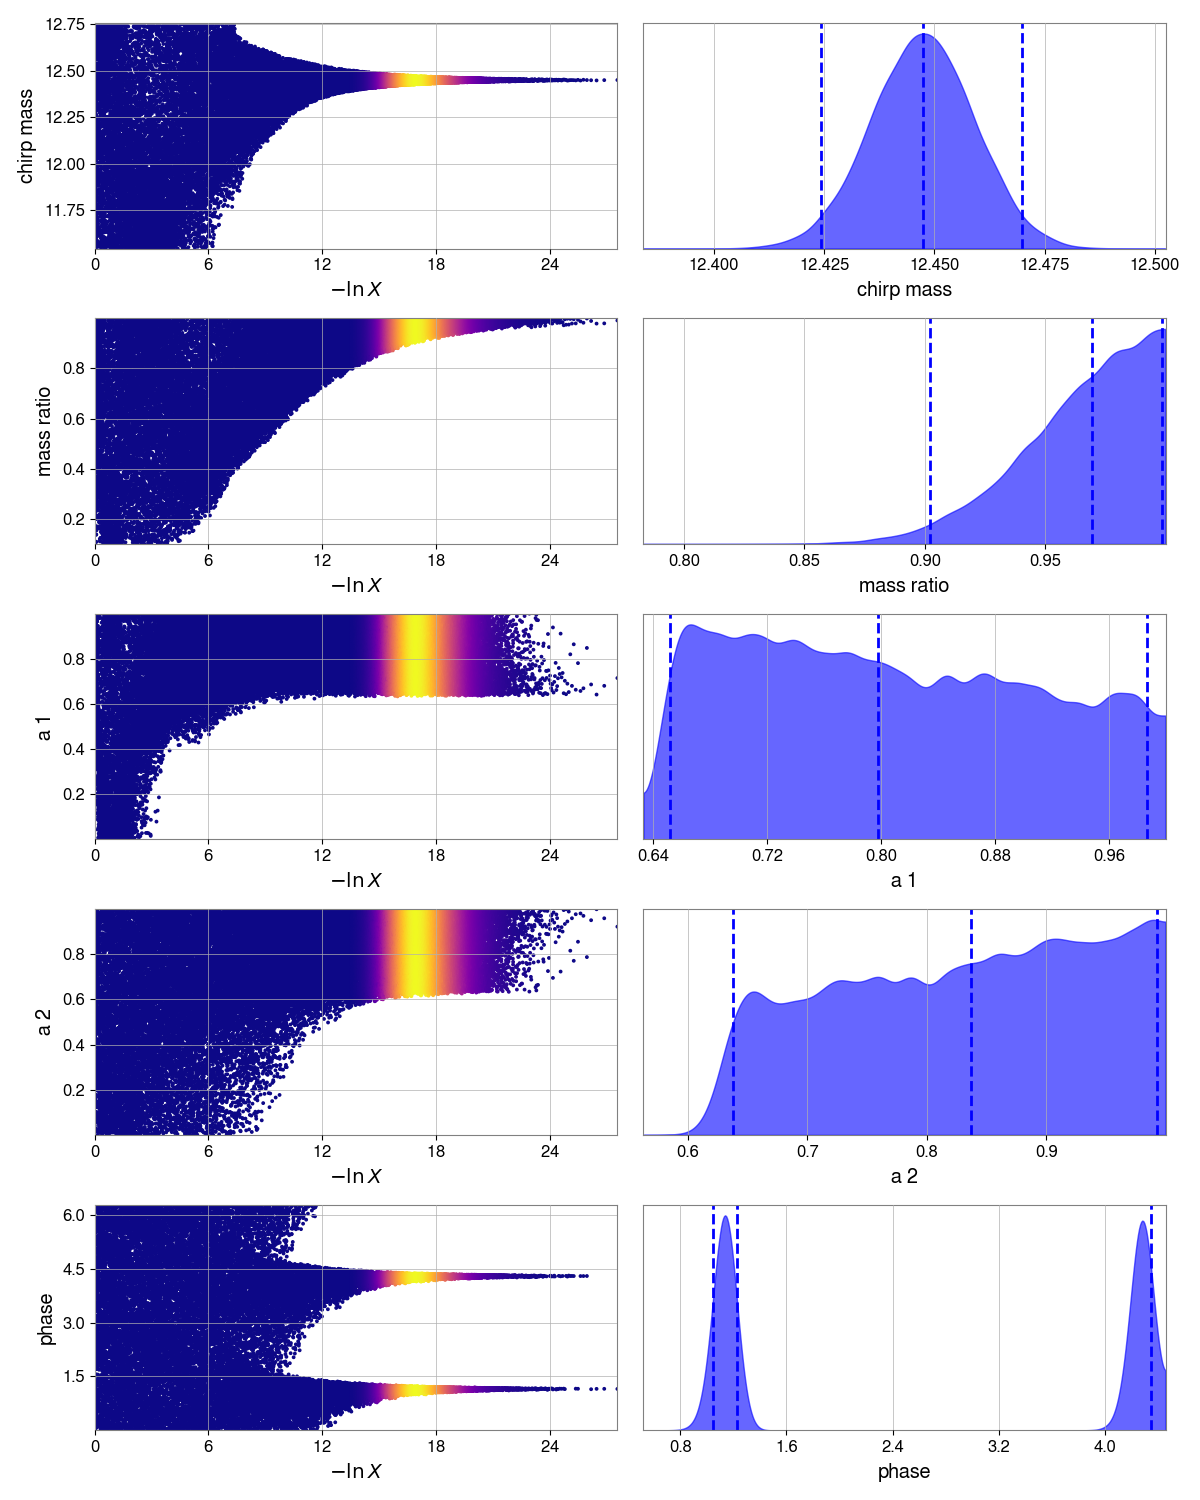 12.75
12.50
12.25
12.00
11.75
chirp mass
0 6 12 18 24
−ln X
12.400 12.425 12.450 12.475 12.500
chirp mass
0.8
0.6
0.4
0.2
mass ratio
0 6 12 18 24
−ln X
0.80 0.85 0.90 0.95
mass ratio
0.8
0.6
0.4
0.2
a 1
0 6 12 18 24
−ln X
0.64 0.72 0.80 0.88 0.96
a 1
0.8
0.6
0.4
0.2
a 2
0 6 12 18 24
−ln X
0.6 0.7 0.8 0.9
a 2
6.0
4.5
3.0
1.5
phase
0 6 12 18 24
−ln X
0.8 1.6 2.4 3.2 4.0
phase